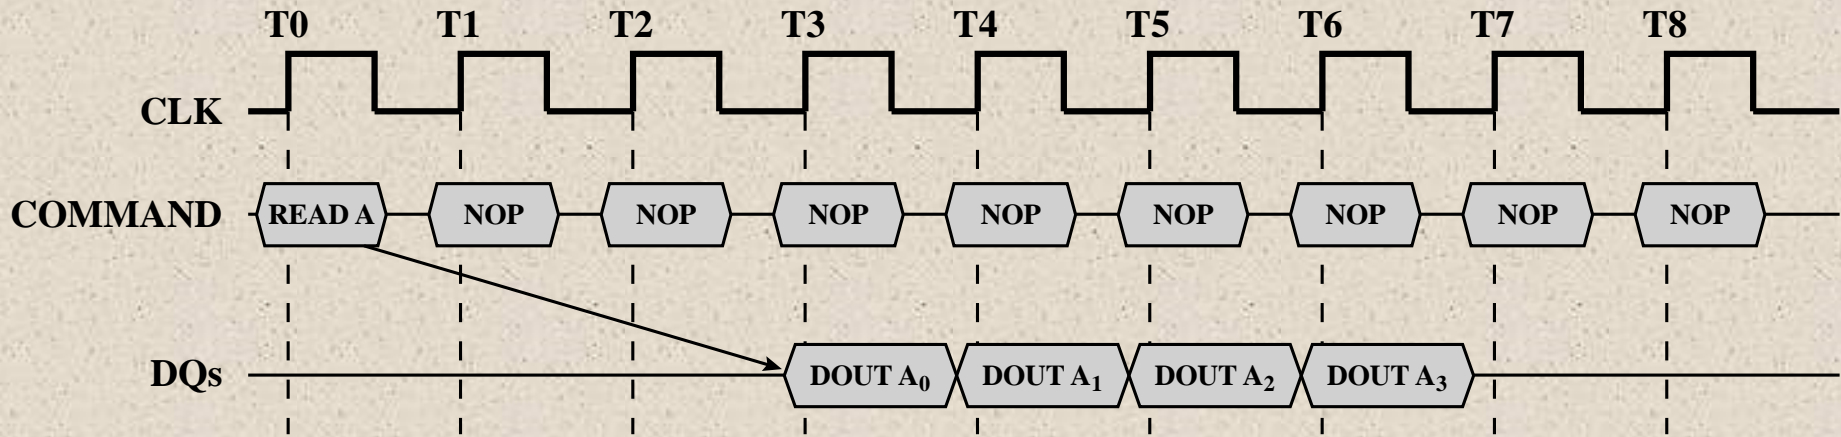 T0 T1 T2 T3 T4 T5 T6 T7 T8
CLK
COMMAND READ A NOP NOP NOP NOP NOP NOP NOP NOP
DQs DOUT A0 DOUT A1 DOUT A2 DOUT A3